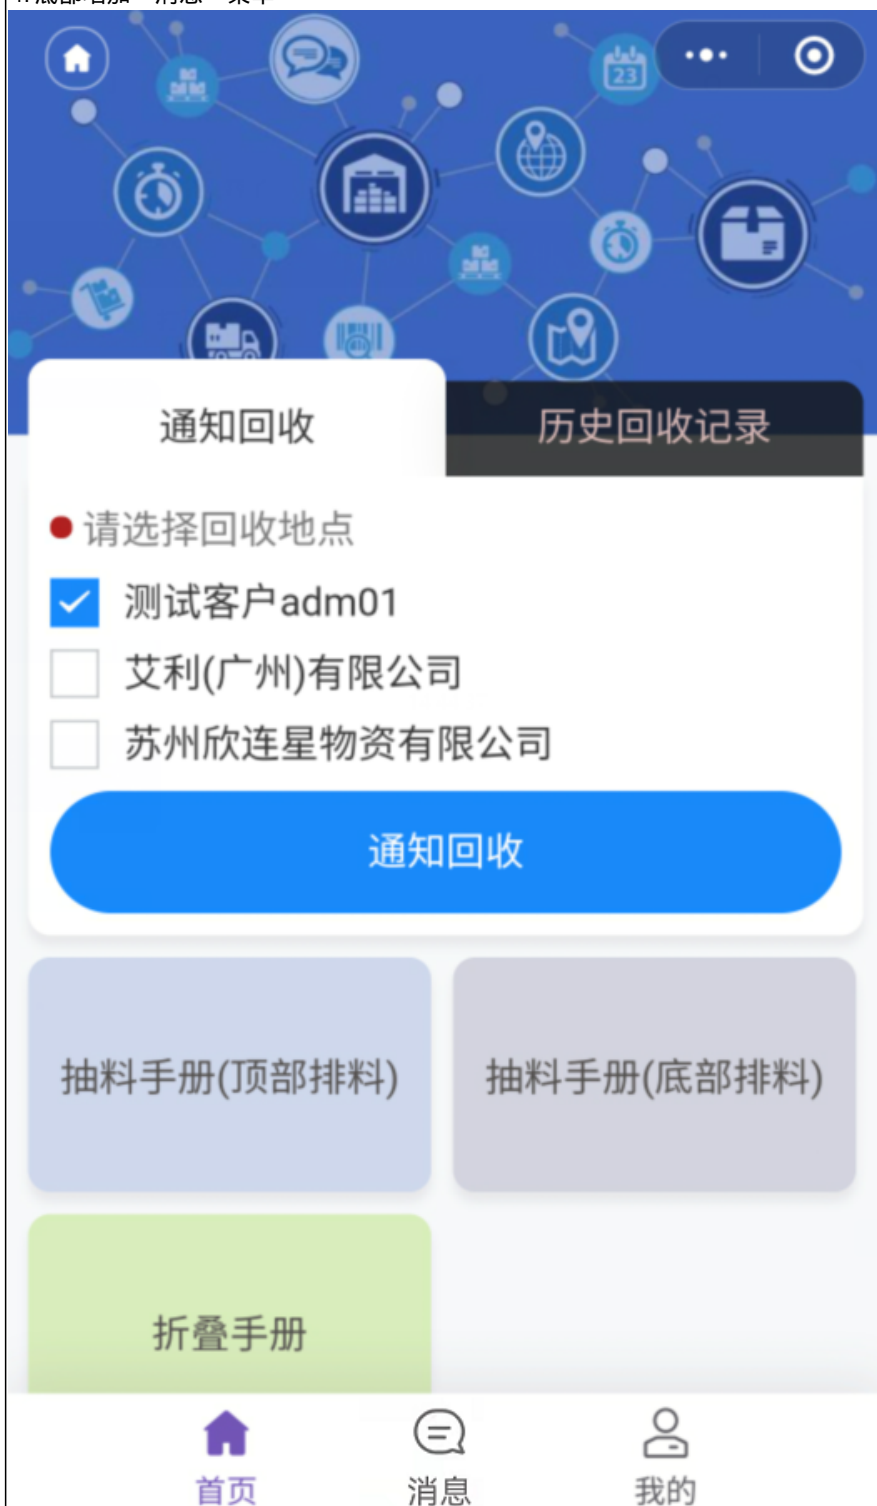 23
通知回收
历史回收记录
请选择回收地点
测试客户adm01
艾利(广州)有限公司
苏州欣连星物资有限公司
通知回收
抽料手册(顶部排料)
抽料手册(底部排料)
折叠手册
首页
消息
我的